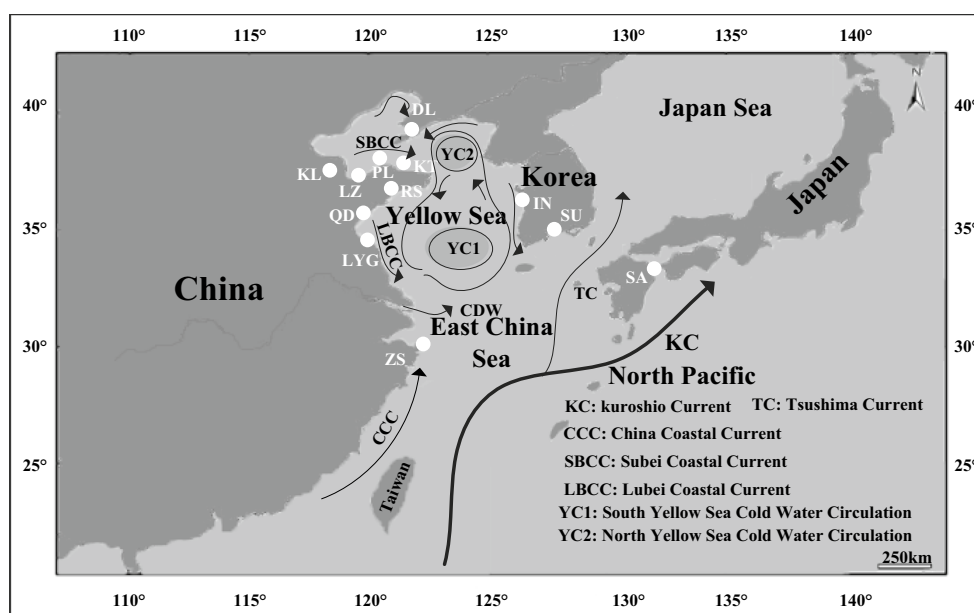 110° 115° 120° 125° 130° 135° 140°
N
40° 40°
Japan Sea
DL
SBCC
YC2
KL
LZ
PL
KT
RS
Korea
Japan
IN
QD
Yellow Sea
SU
35° 35°
LBCC
LYG
YC1
China
SA
TC
CDW
East China
Sea
30° 30°
ZS
KC
North Pacific
KC: kuroshio Current TC: Tsushima Current
CCC
CCC: China Coastal Current
25° 25°
SBCC: Subei Coastal Current
Taiwan
LBCC: Lubei Coastal Current
YC1: South Yellow Sea Cold Water Circulation
YC2: North Yellow Sea Cold Water Circulation
250km
110° 115° 120° 125° 130° 135° 140°